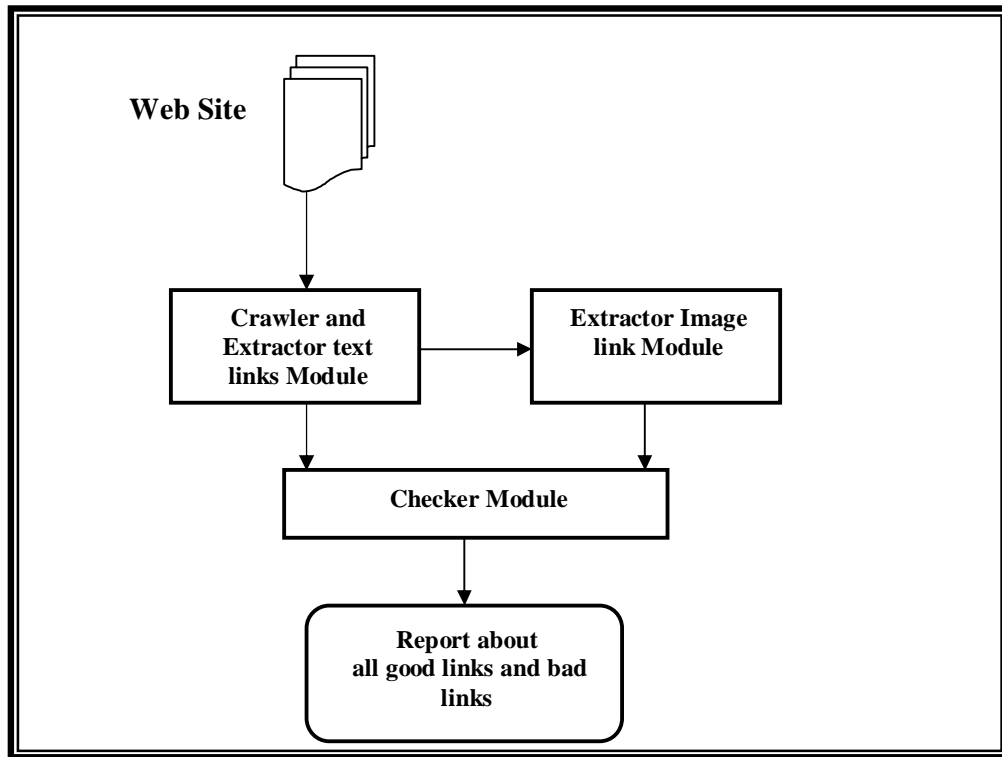 Web Site
Crawler and
Extractor text
links Module
Extractor Image
link Module
Checker Module
Report about
all good links and bad
links